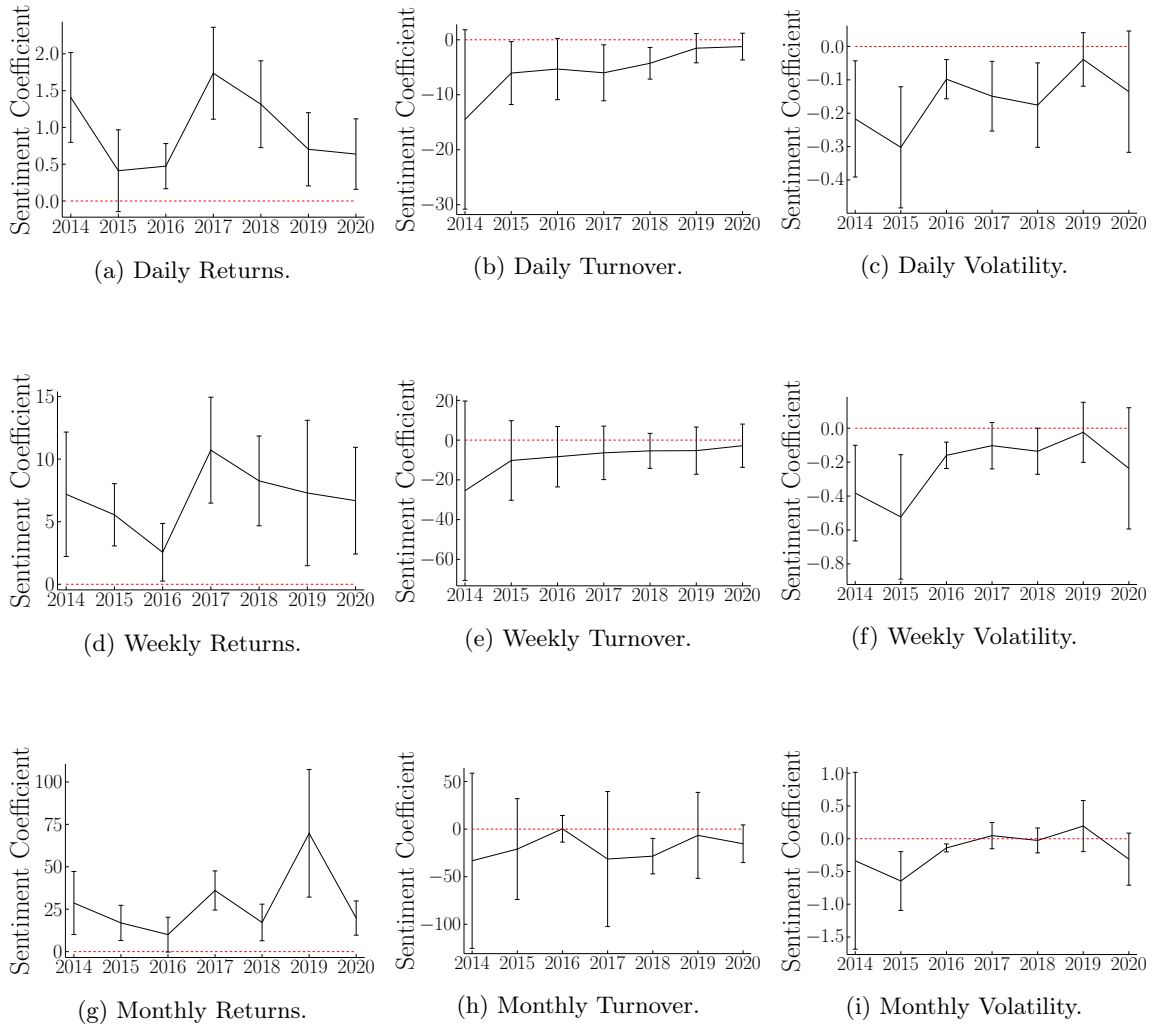 Sentiment Coefficient
2.0
1.5
1.0
0.5
0.0
2014 2015 2016 2017 2018 2019 2020
(a) Daily Returns.
Sentiment Coefficient
0
−10
−20
−30
2014 2015 2016 2017 2018 2019 2020
(b) Daily Turnover.
Sentiment Coefficient
0.0
−0.1
−0.2
−0.3
−0.4
2014 2015 2016 2017 2018 2019 2020
(c) Daily Volatility.
Sentiment Coefficient
15
10
5
0
2014 2015 2016 2017 2018 2019 2020
(d) Weekly Returns.
Sentiment Coefficient
20
0
−20
−40
−60
2014 2015 2016 2017 2018 2019 2020
(e) Weekly Turnover.
Sentiment Coefficient
0.0
−0.2
−0.4
−0.6
−0.8
2014 2015 2016 2017 2018 2019 2020
(f) Weekly Volatility.
Sentiment Coefficient
100
75
50
25
0
2014 2015 2016 2017 2018 2019 2020
(g) Monthly Returns.
Sentiment Coefficient
50
0
−50
−100
2014 2015 2016 2017 2018 2019 2020
(h) Monthly Turnover.
Sentiment Coefficient
1.0
0.5
0.0
−0.5
−1.0
−1.5
2014 2015 2016 2017 2018 2019 2020
(i) Monthly Volatility.